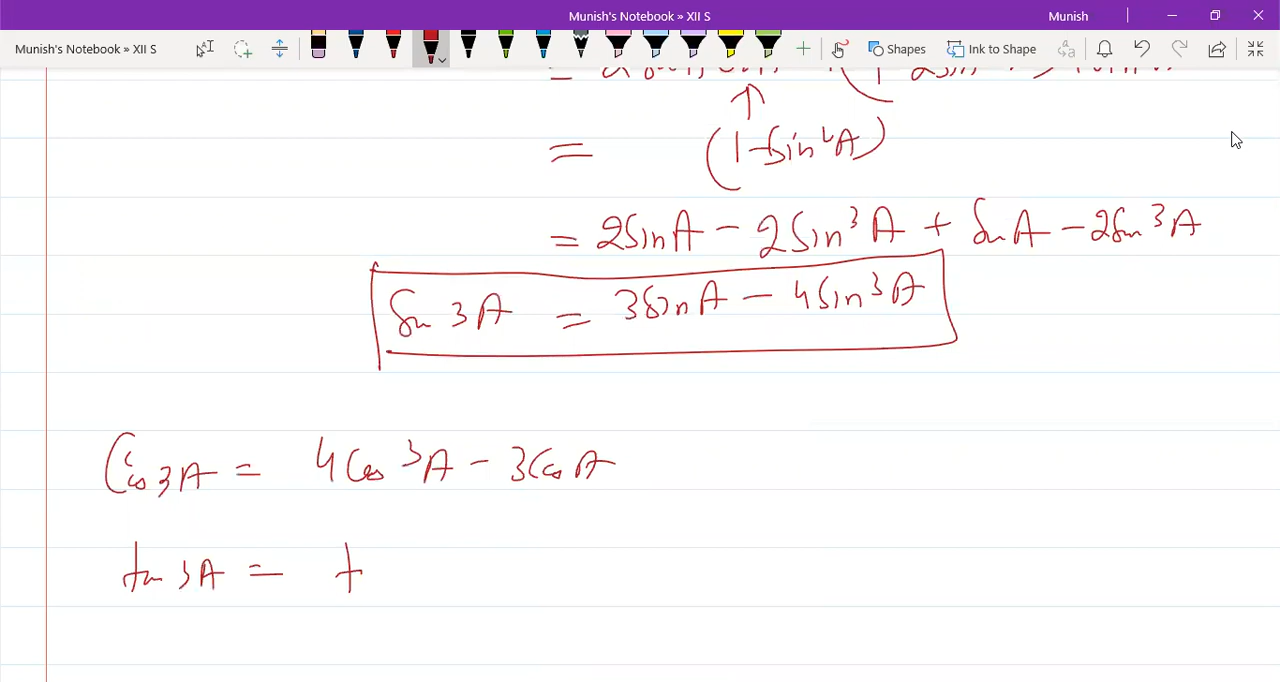 Munish's Notebook » XII S
Munish
Munish's Notebook » XII S
Shapes
Ink to Shape
= (1-Sin²A)
= 2SinA - 2Sin³A + SinA - 2Sin³A
Sin 3A = 3SinA - 4Sin³A
Cos 3A = 4Cos³A - 3CosA
tan 3A = t